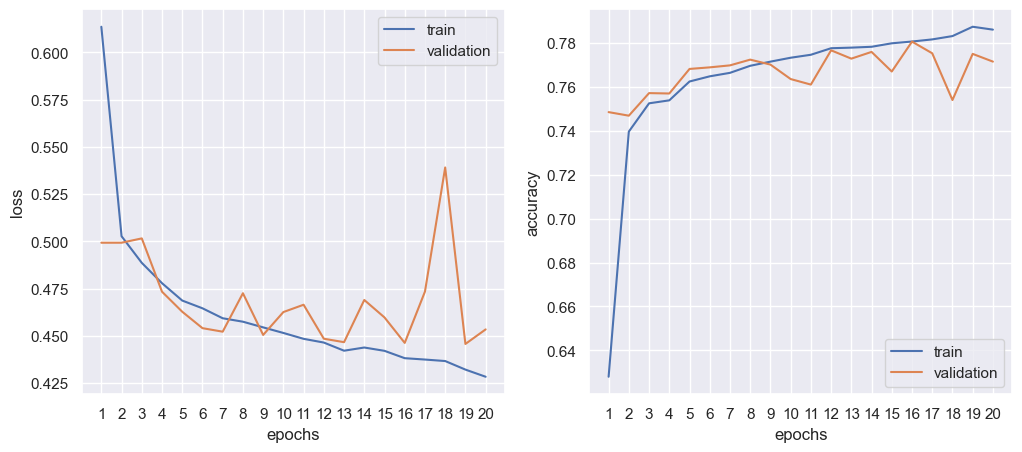 0.600
0.575
0.550
0.525
0.500
0.475
0.450
0.425
loss
train
validation
1 2 3 4 5 6 7 8 9 10 11 12 13 14 15 16 17 18 19 20
epochs
0.78
0.76
0.74
0.72
0.70
0.68
0.66
0.64
accuracy
train
validation
1 2 3 4 5 6 7 8 9 10 11 12 13 14 15 16 17 18 19 20
epochs